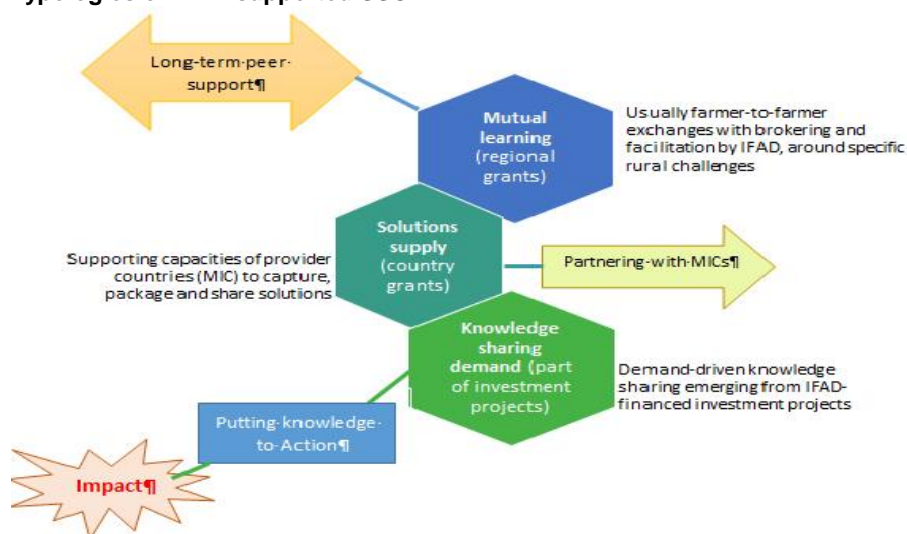 supported
Long-term·peer·
support¶
Mutual
learning
(regional
grants)
Usually farmer-to-farmer
exchanges with brokering and
facilitation by IFAD, around specific
rural challenges
Solutions
supply
(country
grants)
Supporting capacities of provider
countries (MIC) to capture,
package and share solutions
Partnering·with·MICs¶
Knowledge
sharing
demand (part
of investment
projects)
Demand-driven knowledge
sharing emerging from IFAD-
financed investment projects
Putting·knowledge·
to·Action¶
Impact¶